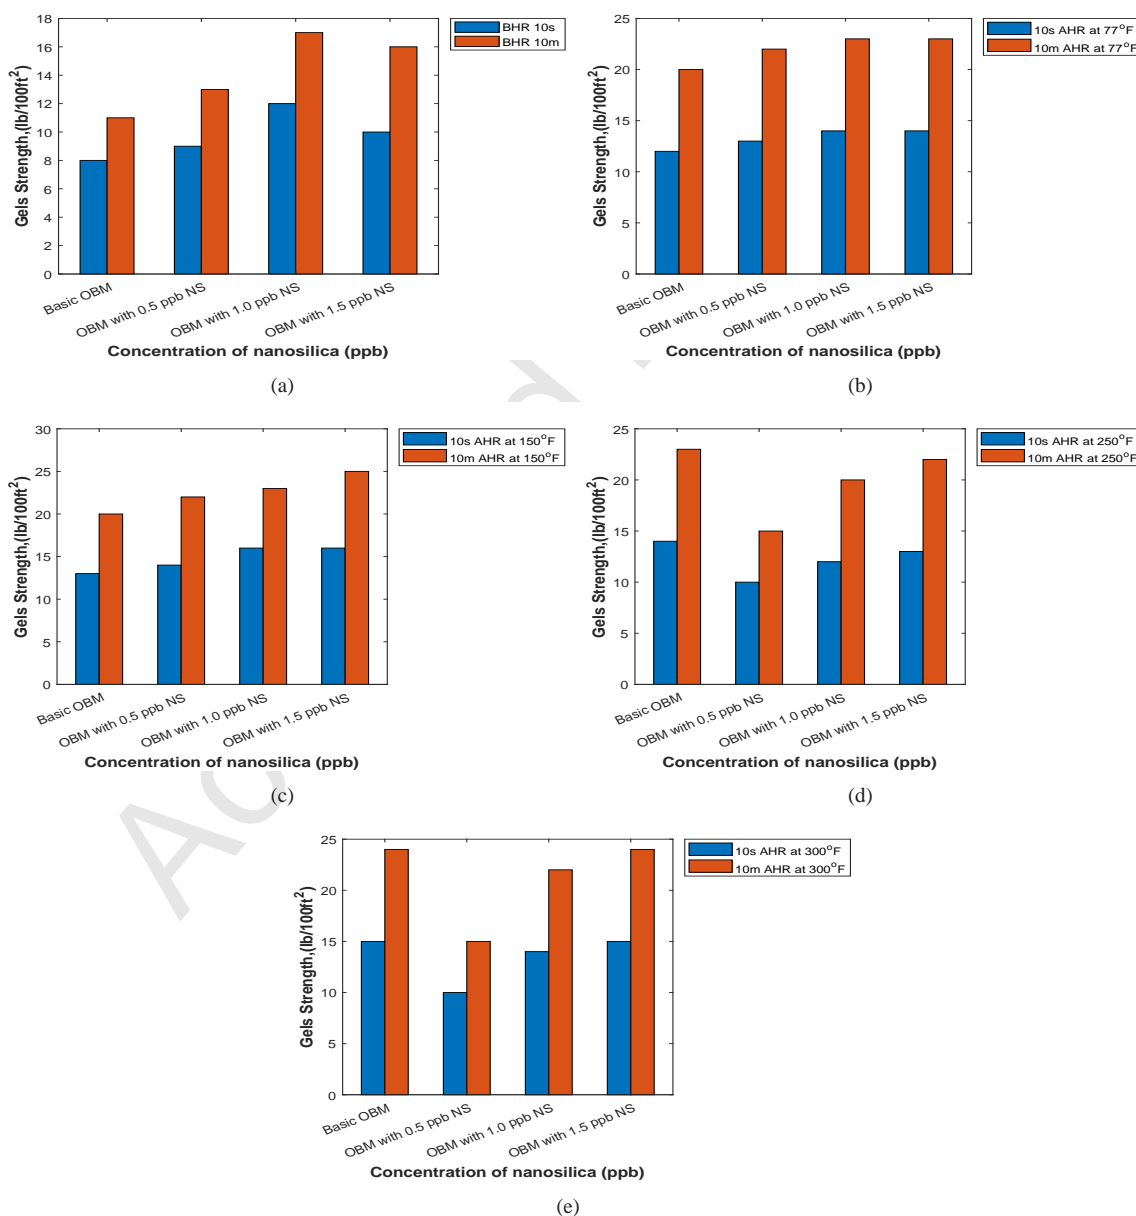 18
16
14
12
10
8
6
4
2
0
Gels Strength,(lb/100ft²)
BHR 10s
BHR 10m
Basic OBM
OBM with 0.5 ppb NS
OBM with 1.0 ppb NS
OBM with 1.5 ppb NS
Concentration of nanosilica (ppb)
(a)
25
20
15
10
5
0
Gels Strength,(lb/100ft²)
10s AHR at 77°F
10m AHR at 77°F
Basic OBM
OBM with 0.5 ppb NS
OBM with 1.0 ppb NS
OBM with 1.5 ppb NS
Concentration of nanosilica (ppb)
(b)
30
25
20
15
10
5
0
Gels Strength,(lb/100ft²)
10s AHR at 150°F
10m AHR at 150°F
Basic OBM
OBM with 0.5 ppb NS
OBM with 1.0 ppb NS
OBM with 1.5 ppb NS
Concentration of nanosilica (ppb)
(c)
25
20
15
10
5
0
Gels Strength,(lb/100ft²)
10s AHR at 250°F
10m AHR at 250°F
Basic OBM
OBM with 0.5 ppb NS
OBM with 1.0 ppb NS
OBM with 1.5 ppb NS
Concentration of nanosilica (ppb)
(d)
25
20
15
10
5
0
Gels Strength,(lb/100ft²)
10s AHR at 300°F
10m AHR at 300°F
Basic OBM
OBM with 0.5 ppb NS
OBM with 1.0 ppb NS
OBM with 1.5 ppb NS
Concentration of nanosilica (ppb)
(e)